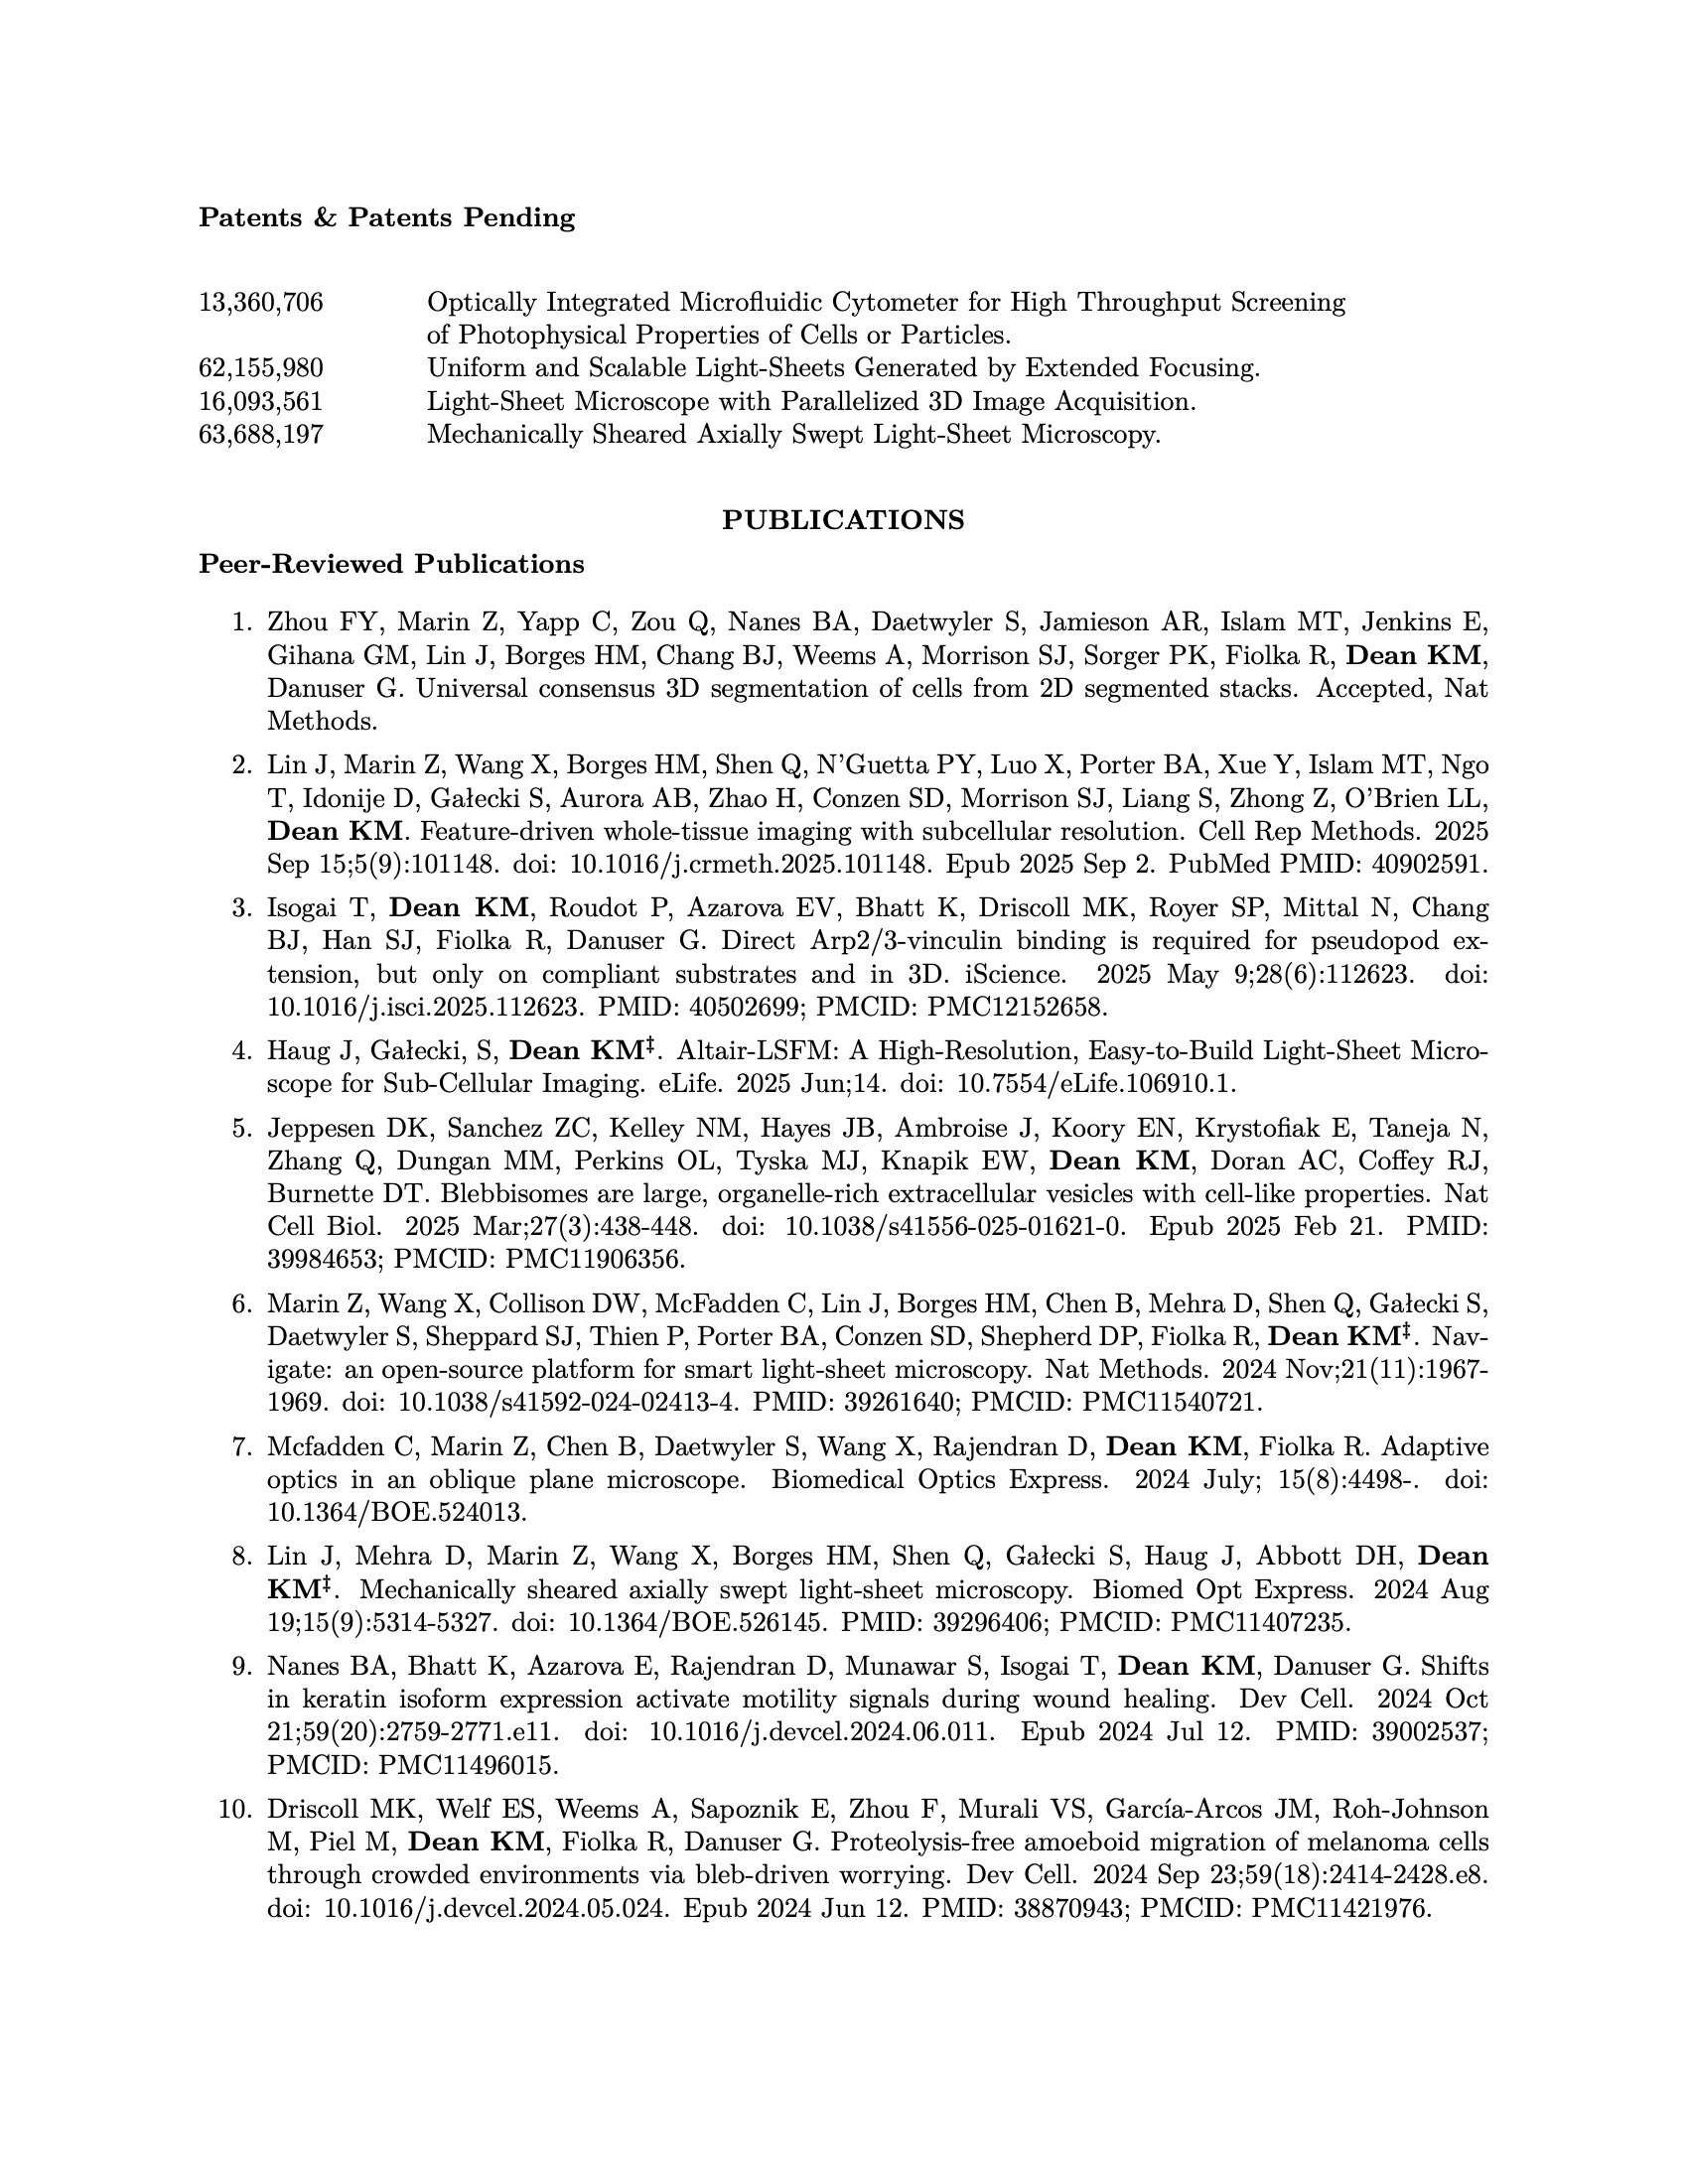 Patents & Patents Pending
13,360,706 Optically Integrated Microfluidic Cytometer for High Throughput Screening
of Photophysical Properties of Cells or Particles.
62,155,980 Uniform and Scalable Light-Sheets Generated by Extended Focusing.
16,093,561 Light-Sheet Microscope with Parallelized 3D Image Acquisition.
63,688,197 Mechanically Sheared Axially Swept Light-Sheet Microscopy.
PUBLICATIONS
Peer-Reviewed Publications
1. Zhou FY, Marin Z, Yapp C, Zou Q, Nanes BA, Daetwyler S, Jamieson AR, Islam MT, Jenkins E,
Gihana GM, Lin J, Borges HM, Chang BJ, Weems A, Morrison SJ, Sorger PK, Fiolka R, Dean KM,
Danuser G. Universal consensus 3D segmentation of cells from 2D segmented stacks. Accepted, Nat
Methods.
2. Lin J, Marin Z, Wang X, Borges HM, Shen Q, N'Guetta PY, Luo X, Porter BA, Xue Y, Islam MT, Ngo
T, Idonije D, Gałecki S, Aurora AB, Zhao H, Conzen SD, Morrison SJ, Liang S, Zhong Z, O'Brien LL,
Dean KM. Feature-driven whole-tissue imaging with subcellular resolution. Cell Rep Methods. 2025
Sep 15;5(9):101148. doi: 10.1016/j.crmeth.2025.101148. Epub 2025 Sep 2. PubMed PMID: 40902591.
3. Isogai T, Dean KM, Roudot P, Azarova EV, Bhatt K, Driscoll MK, Royer SP, Mittal N, Chang
BJ, Han SJ, Fiolka R, Danuser G. Direct Arp2/3-vinculin binding is required for pseudopod ex-
tension, but only on compliant substrates and in 3D. iScience. 2025 May 9;28(6):112623. doi:
10.1016/j.isci.2025.112623. PMID: 40502699; PMCID: PMC12152658.
4. Haug J, Gałecki, S, Dean KM‡. Altair-LSFM: A High-Resolution, Easy-to-Build Light-Sheet Micro-
scope for Sub-Cellular Imaging. eLife. 2025 Jun;14. doi: 10.7554/eLife.106910.1.
5. Jeppesen DK, Sanchez ZC, Kelley NM, Hayes JB, Ambroise J, Koory EN, Krystofiak E, Taneja N,
Zhang Q, Dungan MM, Perkins OL, Tyska MJ, Knapik EW, Dean KM, Doran AC, Coffey RJ,
Burnette DT. Blebbisomes are large, organelle-rich extracellular vesicles with cell-like properties. Nat
Cell Biol. 2025 Mar;27(3):438-448. doi: 10.1038/s41556-025-01621-0. Epub 2025 Feb 21. PMID:
39984653; PMCID: PMC11906356.
6. Marin Z, Wang X, Collison DW, McFadden C, Lin J, Borges HM, Chen B, Mehra D, Shen Q, Gałecki S,
Daetwyler S, Sheppard SJ, Thien P, Porter BA, Conzen SD, Shepherd DP, Fiolka R, Dean KM‡. Nav-
igate: an open-source platform for smart light-sheet microscopy. Nat Methods. 2024 Nov;21(11):1967-
1969. doi: 10.1038/s41592-024-02413-4. PMID: 39261640; PMCID: PMC11540721.
7. Mcfadden C, Marin Z, Chen B, Daetwyler S, Wang X, Rajendran D, Dean KM, Fiolka R. Adaptive
optics in an oblique plane microscope. Biomedical Optics Express. 2024 July; 15(8):4498-. doi:
10.1364/BOE.524013.
8. Lin J, Mehra D, Marin Z, Wang X, Borges HM, Shen Q, Gałecki S, Haug J, Abbott DH, Dean
KM‡. Mechanically sheared axially swept light-sheet microscopy. Biomed Opt Express. 2024 Aug
19;15(9):5314-5327. doi: 10.1364/BOE.526145. PMID: 39296406; PMCID: PMC11407235.
9. Nanes BA, Bhatt K, Azarova E, Rajendran D, Munawar S, Isogai T, Dean KM, Danuser G. Shifts
in keratin isoform expression activate motility signals during wound healing. Dev Cell. 2024 Oct
21;59(20):2759-2771.e11. doi: 10.1016/j.devcel.2024.06.011. Epub 2024 Jul 12. PMID: 39002537;
PMCID: PMC11496015.
10. Driscoll MK, Welf ES, Weems A, Sapoznik E, Zhou F, Murali VS, García-Arcos JM, Roh-Johnson
M, Piel M, Dean KM, Fiolka R, Danuser G. Proteolysis-free amoeboid migration of melanoma cells
through crowded environments via bleb-driven worrying. Dev Cell. 2024 Sep 23;59(18):2414-2428.e8.
doi: 10.1016/j.devcel.2024.05.024. Epub 2024 Jun 12. PMID: 38870943; PMCID: PMC11421976.